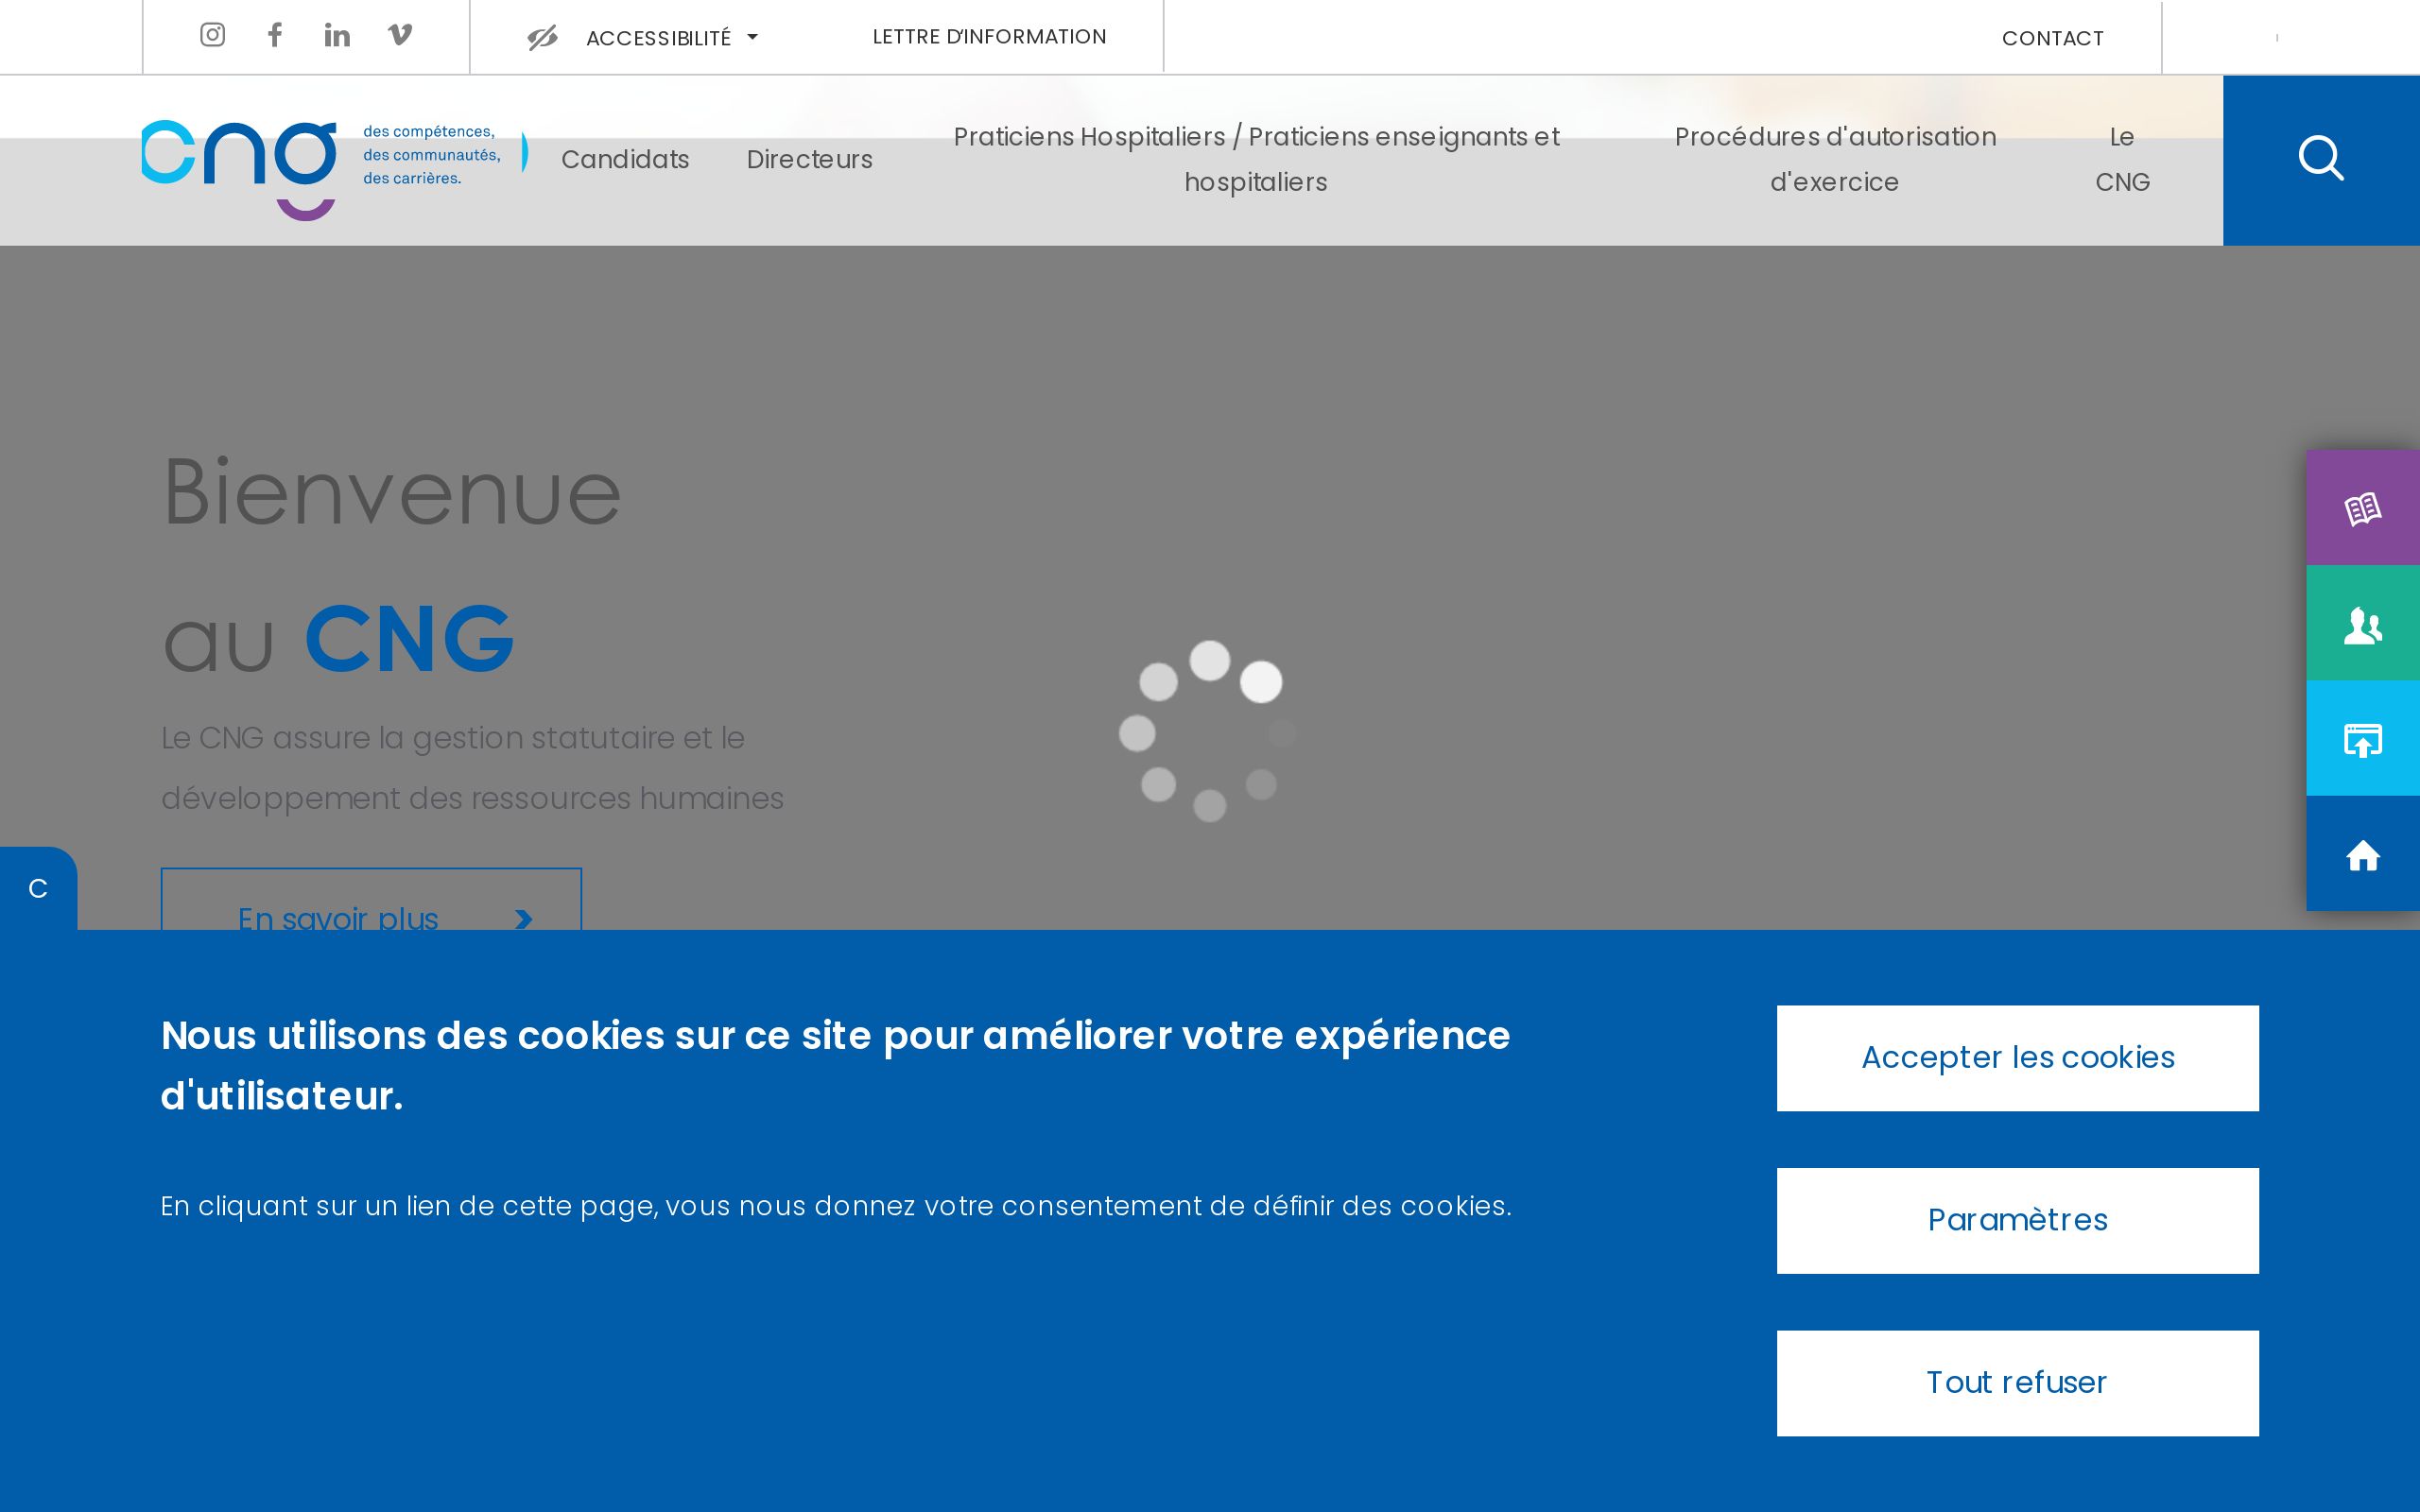 ACCESSIBILITÉ
LETTRE D'INFORMATION
CONTACT
cng
des compétences,
des communautés,
des carrières.
Candidats
Directeurs
Praticiens Hospitaliers / Praticiens enseignants et
hospitaliers
Procédures d'autorisation
d'exercice
Le
CNG
Bienvenue
au CNG
Le CNG assure la gestion statutaire et le
développement des ressources humaines
En savoir plus
C
Nous utilisons des cookies sur ce site pour améliorer votre expérience
d'utilisateur.
En cliquant sur un lien de cette page, vous nous donnez votre consentement de définir des cookies.
Accepter les cookies
Paramètres
Tout refuser